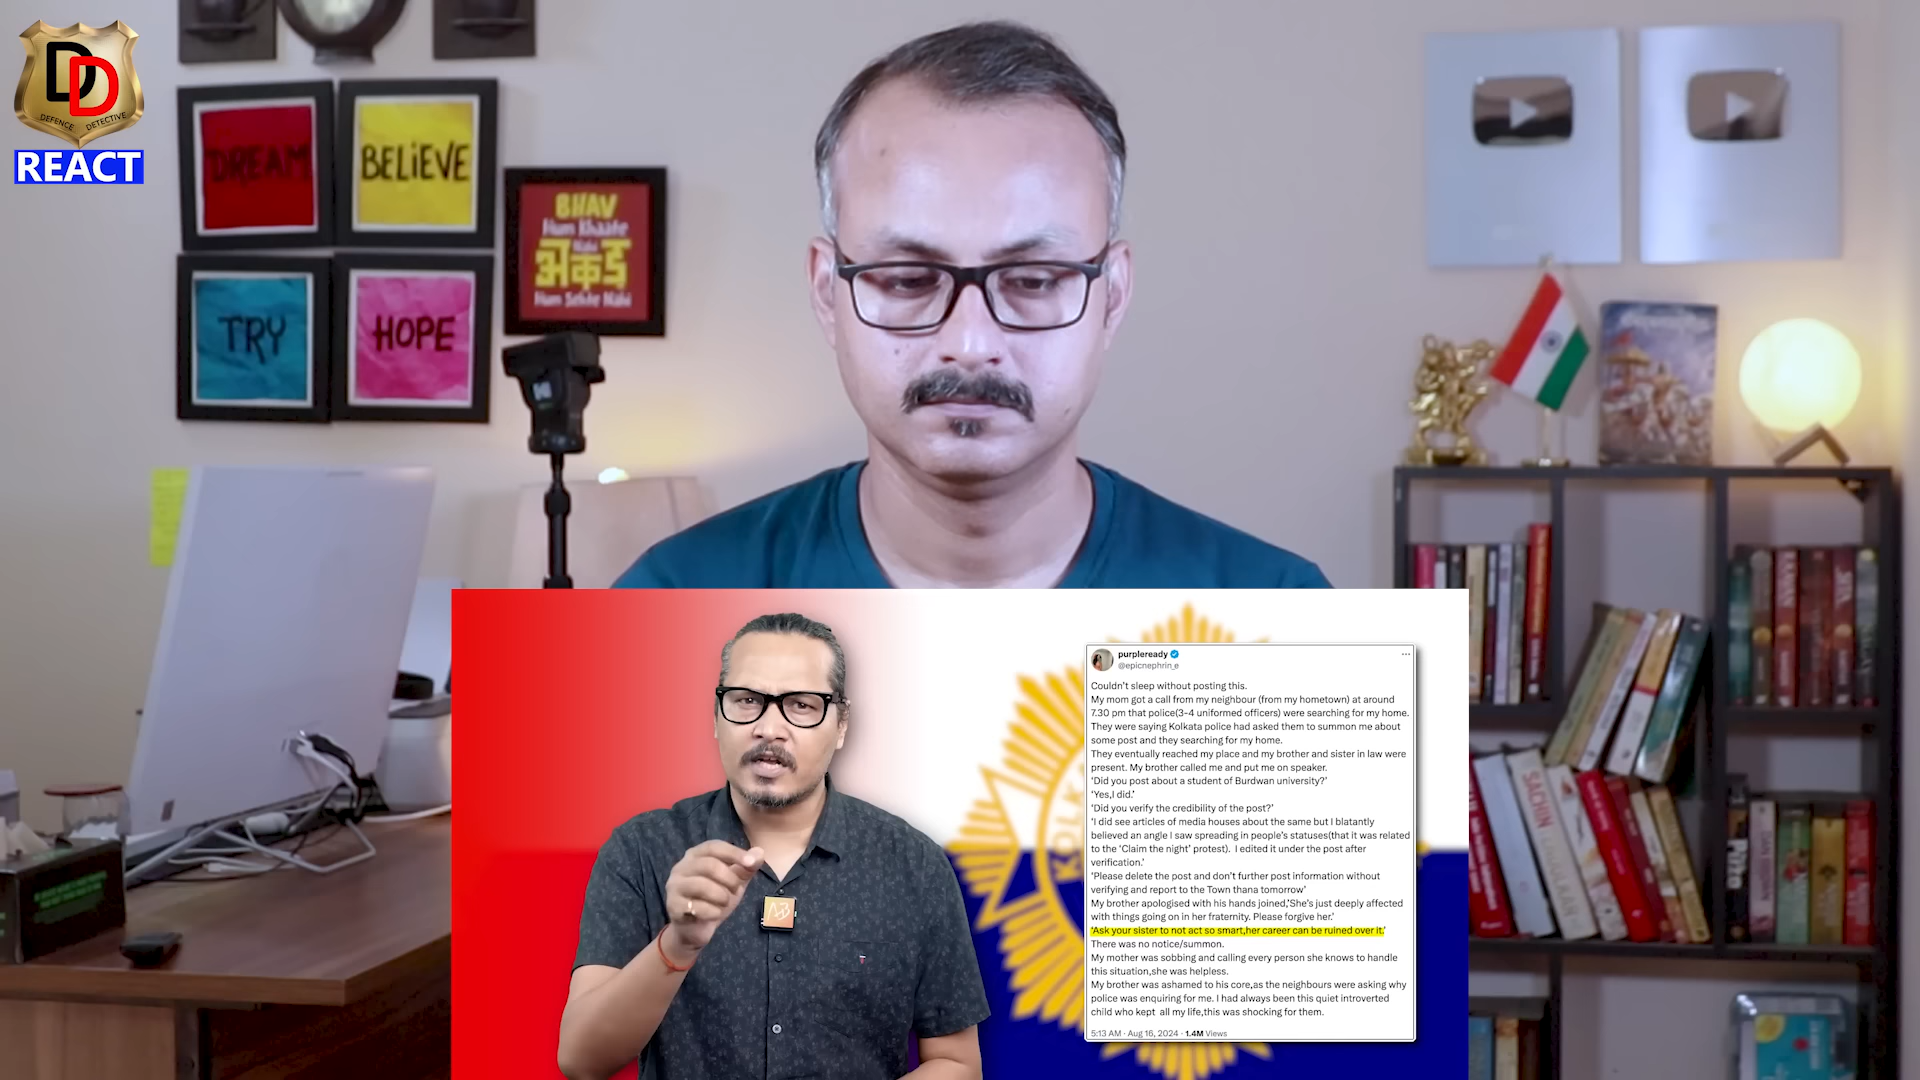 DD
DEFENCE DETECTIVE
REACT
DREAM
BELiEVE
TRY
HOPE
BHAV
Hum Khaate
Nahi
अकड़
Hum Sehte Nahi
purpleready
@epicnephrin_e
Couldn't sleep without posting this.
My mom got a call from my neighbour (from my hometown) at around
7.30 pm that police(3-4 uniformed officers) were searching for my home.
They were saying Kolkata police had asked them to summon me about
some post and they searching for my home.
They eventually reached my place and my brother and sister in law were
present. My brother called me and put me on speaker.
'Did you post about a student of Burdwan university?'
'Yes,I did.'
'Did you verify the credibility of the post?'
'I did see articles of media houses about the same but I blatantly
believed an angle I saw spreading in people's statuses(that it was related
to the 'Claim the night' protest). I edited it under the post after
verification.'
'Please delete the post and don't further post information without
verifying and report to the Town thana tomorrow'
My brother apologised with his hands joined,'She's just deeply affected
with things going on in her fraternity. Please forgive her.'
'Ask your sister to not act so smart,her career can be ruined over it.'
There was no notice/summon.
My mother was sobbing and calling every person she knows to handle
this situation,she was helpless.
My brother was ashamed to his core,as the neighbours were asking why
police was enquiring for me. I had always been this quiet introverted
child who kept all my life,this was shocking for them.
5:13 AM · Aug 16, 2024 · 1.4M Views
KOLK
AB
SACHIN